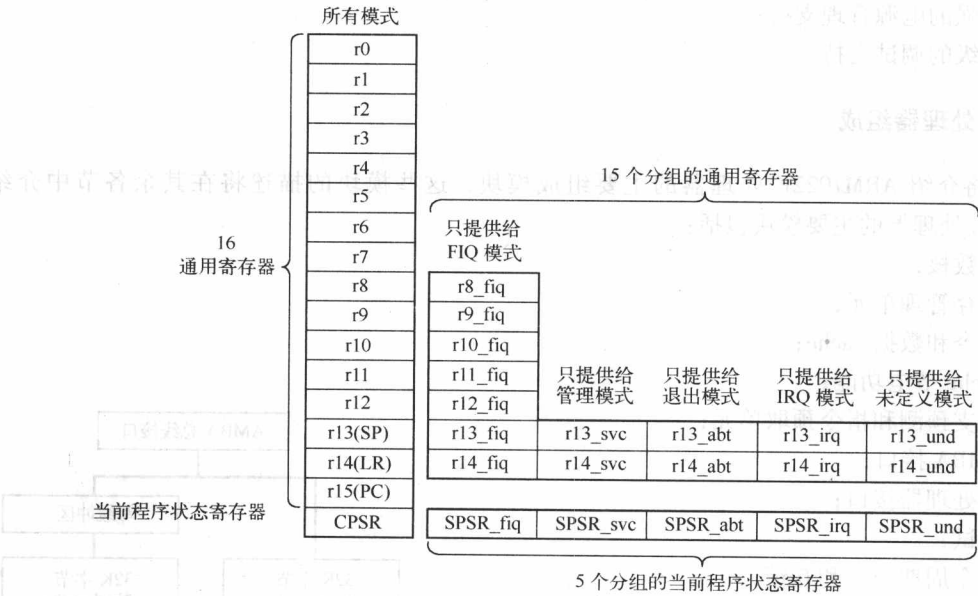 所有模式
r0
r1
r2
r3
r4
r5
r6
r7
r8
r9
r10
r11
r12
r13(SP)
r14(LR)
r15(PC)
CPSR
16
通用寄存器
当前程序状态寄存器
15 个分组的通用寄存器
只提供给
FIQ 模式
r8_fiq
r9_fiq
r10_fiq
r11_fiq
r12_fiq
r13_fiq
r14_fiq
只提供给
管理模式
r13_svc
r14_svc
只提供给
退出模式
r13_abt
r14_abt
只提供给
IRQ 模式
r13_irq
r14_irq
只提供给
未定义模式
r13_und
r14_und
SPSR_fiq SPSR_svc SPSR_abt SPSR_irq SPSR_und
5 个分组的当前程序状态寄存器